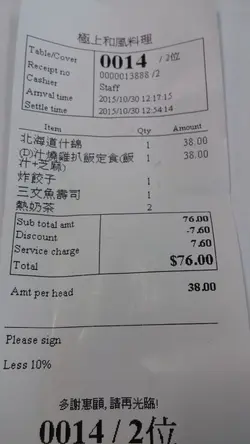 極上和風料理
Table/Cover 0014 /2位
Receipt no 0000013888 /2
Cashier Staff
Arrival time 2015/10/30 12:17:15
Settle time 2015/10/30 12:54:14
Item Qty Amount
北海道什錦 1 38.00
(D)汁燒雞扒飯定食(飯 1 38.00
汁+芝麻)
炸餃子 1
三文魚壽司 1
熱奶茶 2
Sub total amt 76.00
Discount -7.60
Service charge 7.60
Total $76.00
Amt per head 38.00
Please sign
Less 10%
多謝惠顧,請再光臨!
0014/2位